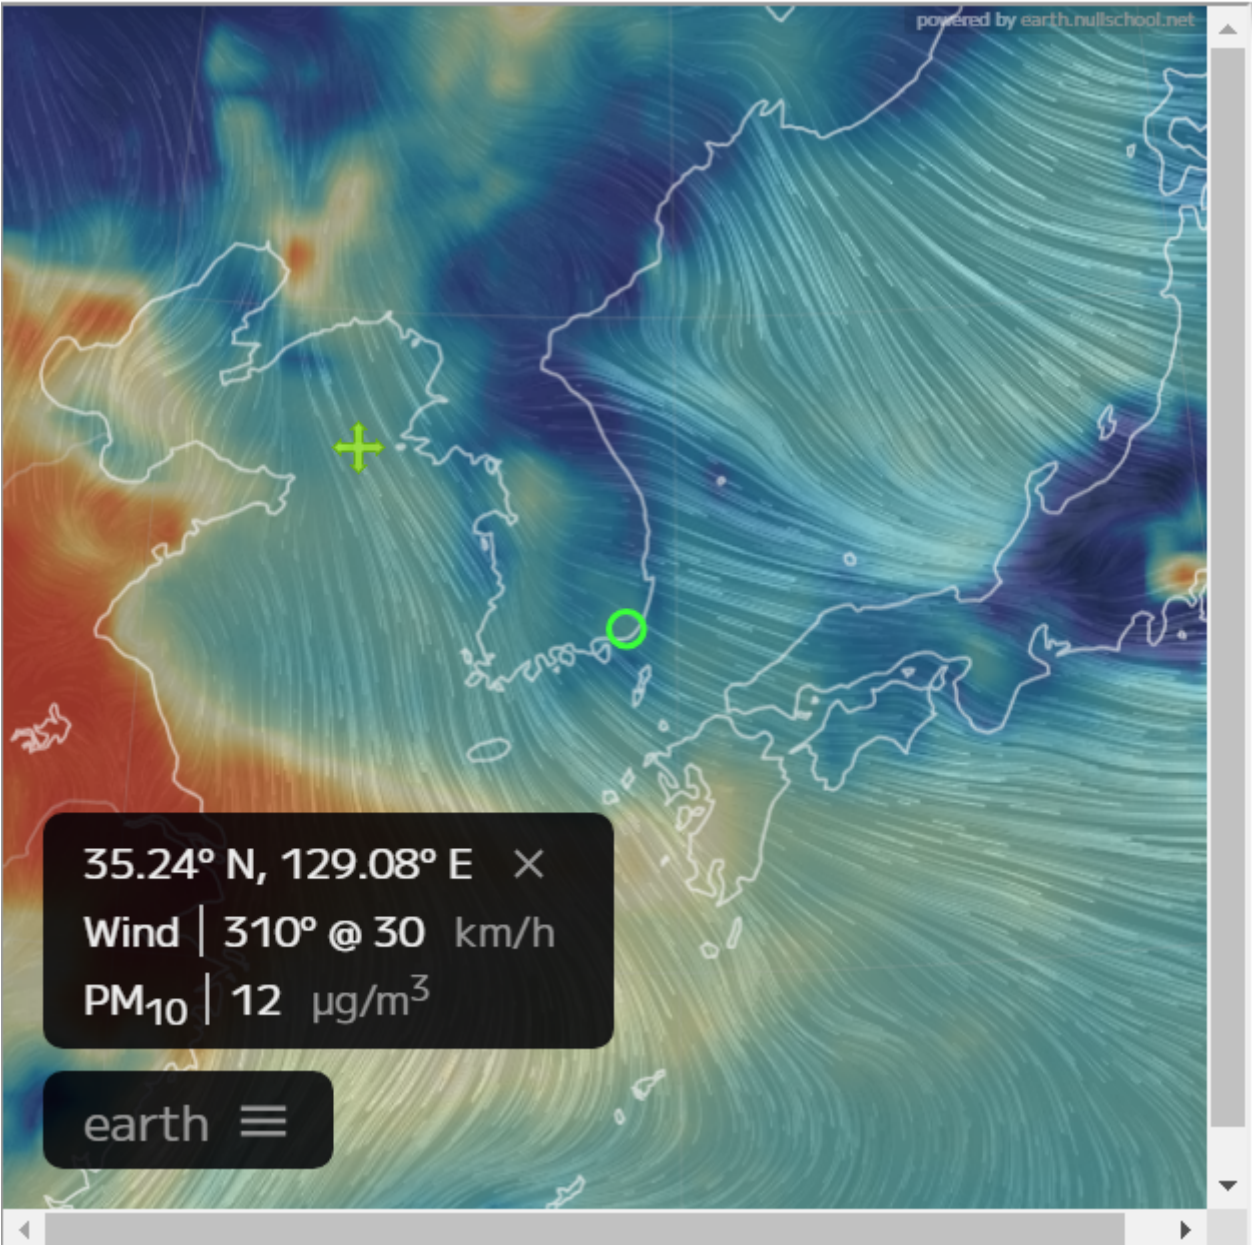 powered by earth.nullschool.net
35.24° N, 129.08° E ×
Wind | 310° @ 30 km/h
PM₁₀ | 12 µg/m³
earth ≡